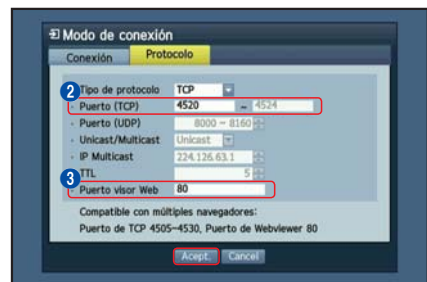 Modo de conexión
Conexión Protocolo
2 Tipo de protocolo TCP
Puerto (TCP) 4520 ~ 4524
Puerto (UDP) 8000 ~ 8160
Unicast/Multicast Unicast
IP Multicast 224.126.63.1
TTL 5
3 Puerto visor Web 80
Compatible con múltiples navegadores:
Puerto de TCP 4505~4530, Puerto de Webviewer 80
Acept. Cancel